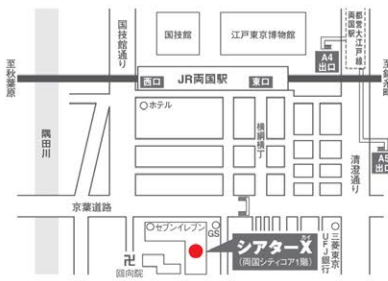 国技館通り
国技館
江戸東京博物館
都営大江戸線
両国駅
A4
出口
至秋葉原
西口
JR両国駅
東口
至錦糸町
ホテル
隅田川
横綱横丁
清澄通り
A5
出口
京葉道路
セブンイレブン
GS
シアターX
カイ
(両国シティコア1階)
三菱東京
UFJ銀行
卍
回向院